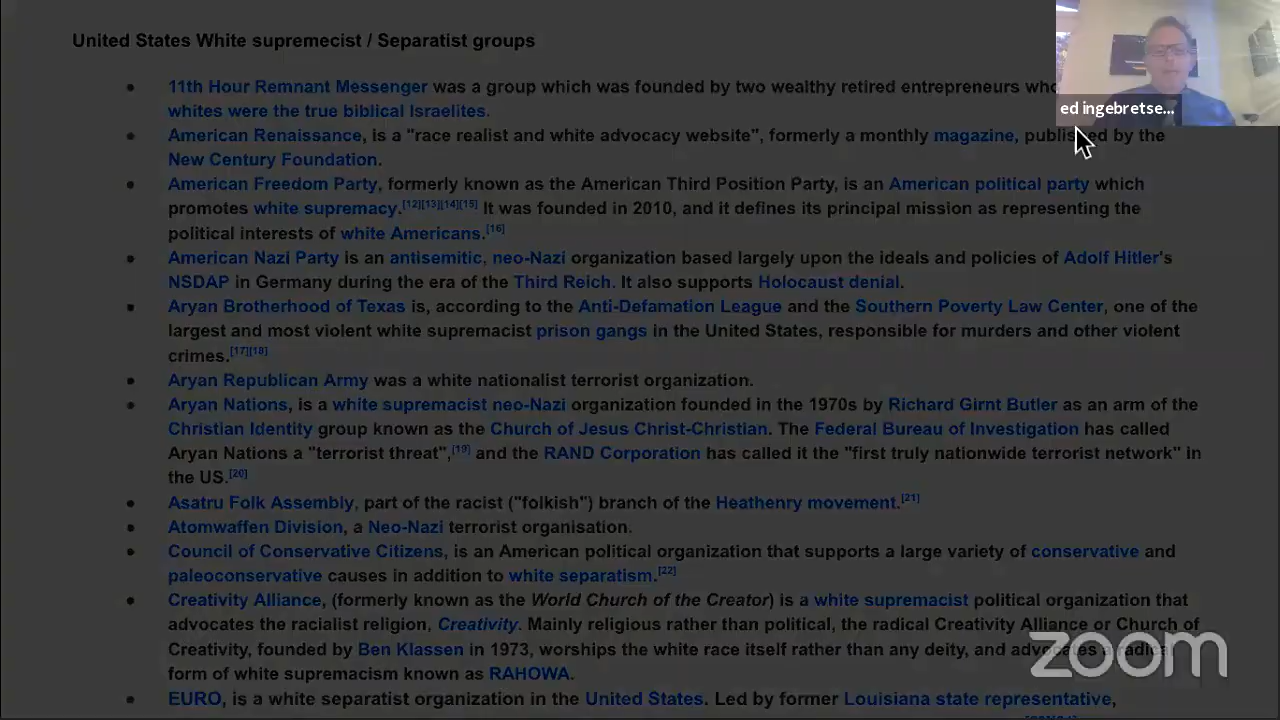 United States White supremecist / Separatist groups
ed ingebretse...
• 11th Hour Remnant Messenger was a group which was founded by two wealthy retired entrepreneurs who
whites were the true biblical Israelites.
• American Renaissance, is a "race realist and white advocacy website", formerly a monthly magazine, published by the
New Century Foundation.
• American Freedom Party, formerly known as the American Third Position Party, is an American political party which
promotes white supremacy.[12][13][14][15] It was founded in 2010, and it defines its principal mission as representing the
political interests of white Americans.[16]
• American Nazi Party is an antisemitic, neo-Nazi organization based largely upon the ideals and policies of Adolf Hitler's
NSDAP in Germany during the era of the Third Reich. It also supports Holocaust denial.
• Aryan Brotherhood of Texas is, according to the Anti-Defamation League and the Southern Poverty Law Center, one of the
largest and most violent white supremacist prison gangs in the United States, responsible for murders and other violent
crimes.[17][18]
• Aryan Republican Army was a white nationalist terrorist organization.
• Aryan Nations, is a white supremacist neo-Nazi organization founded in the 1970s by Richard Girnt Butler as an arm of the
Christian Identity group known as the Church of Jesus Christ-Christian. The Federal Bureau of Investigation has called
Aryan Nations a "terrorist threat",[19] and the RAND Corporation has called it the "first truly nationwide terrorist network" in
the US.[20]
• Asatru Folk Assembly, part of the racist ("folkish") branch of the Heathenry movement.[21]
• Atomwaffen Division, a Neo-Nazi terrorist organisation.
• Council of Conservative Citizens, is an American political organization that supports a large variety of conservative and
paleoconservative causes in addition to white separatism.[22]
• Creativity Alliance, (formerly known as the World Church of the Creator) is a white supremacist political organization that
advocates the racialist religion, Creativity. Mainly religious rather than political, the radical Creativity Alliance or Church of
Creativity, founded by Ben Klassen in 1973, worships the white race itself rather than any deity, and advocates a radical
form of white supremacism known as RAHOWA.
• EURO, is a white separatist organization in the United States. Led by former Louisiana state representative,
zoom